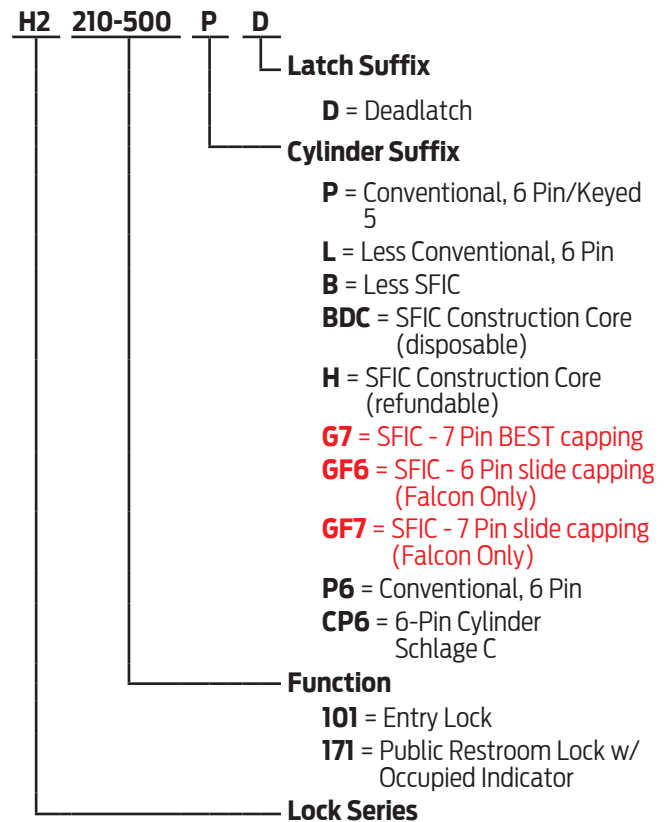 H2 210-500 P D
Latch Suffix
D = Deadlatch
Cylinder Suffix
P = Conventional, 6 Pin/Keyed
5
L = Less Conventional, 6 Pin
B = Less SFIC
BDC = SFIC Construction Core
(disposable)
H = SFIC Construction Core
(refundable)
G7 = SFIC - 7 Pin BEST capping
GF6 = SFIC - 6 Pin slide capping
(Falcon Only)
GF7 = SFIC - 7 Pin slide capping
(Falcon Only)
P6 = Conventional, 6 Pin
CP6 = 6-Pin Cylinder
Schlage C
Function
101 = Entry Lock
171 = Public Restroom Lock w/
Occupied Indicator
Lock Series